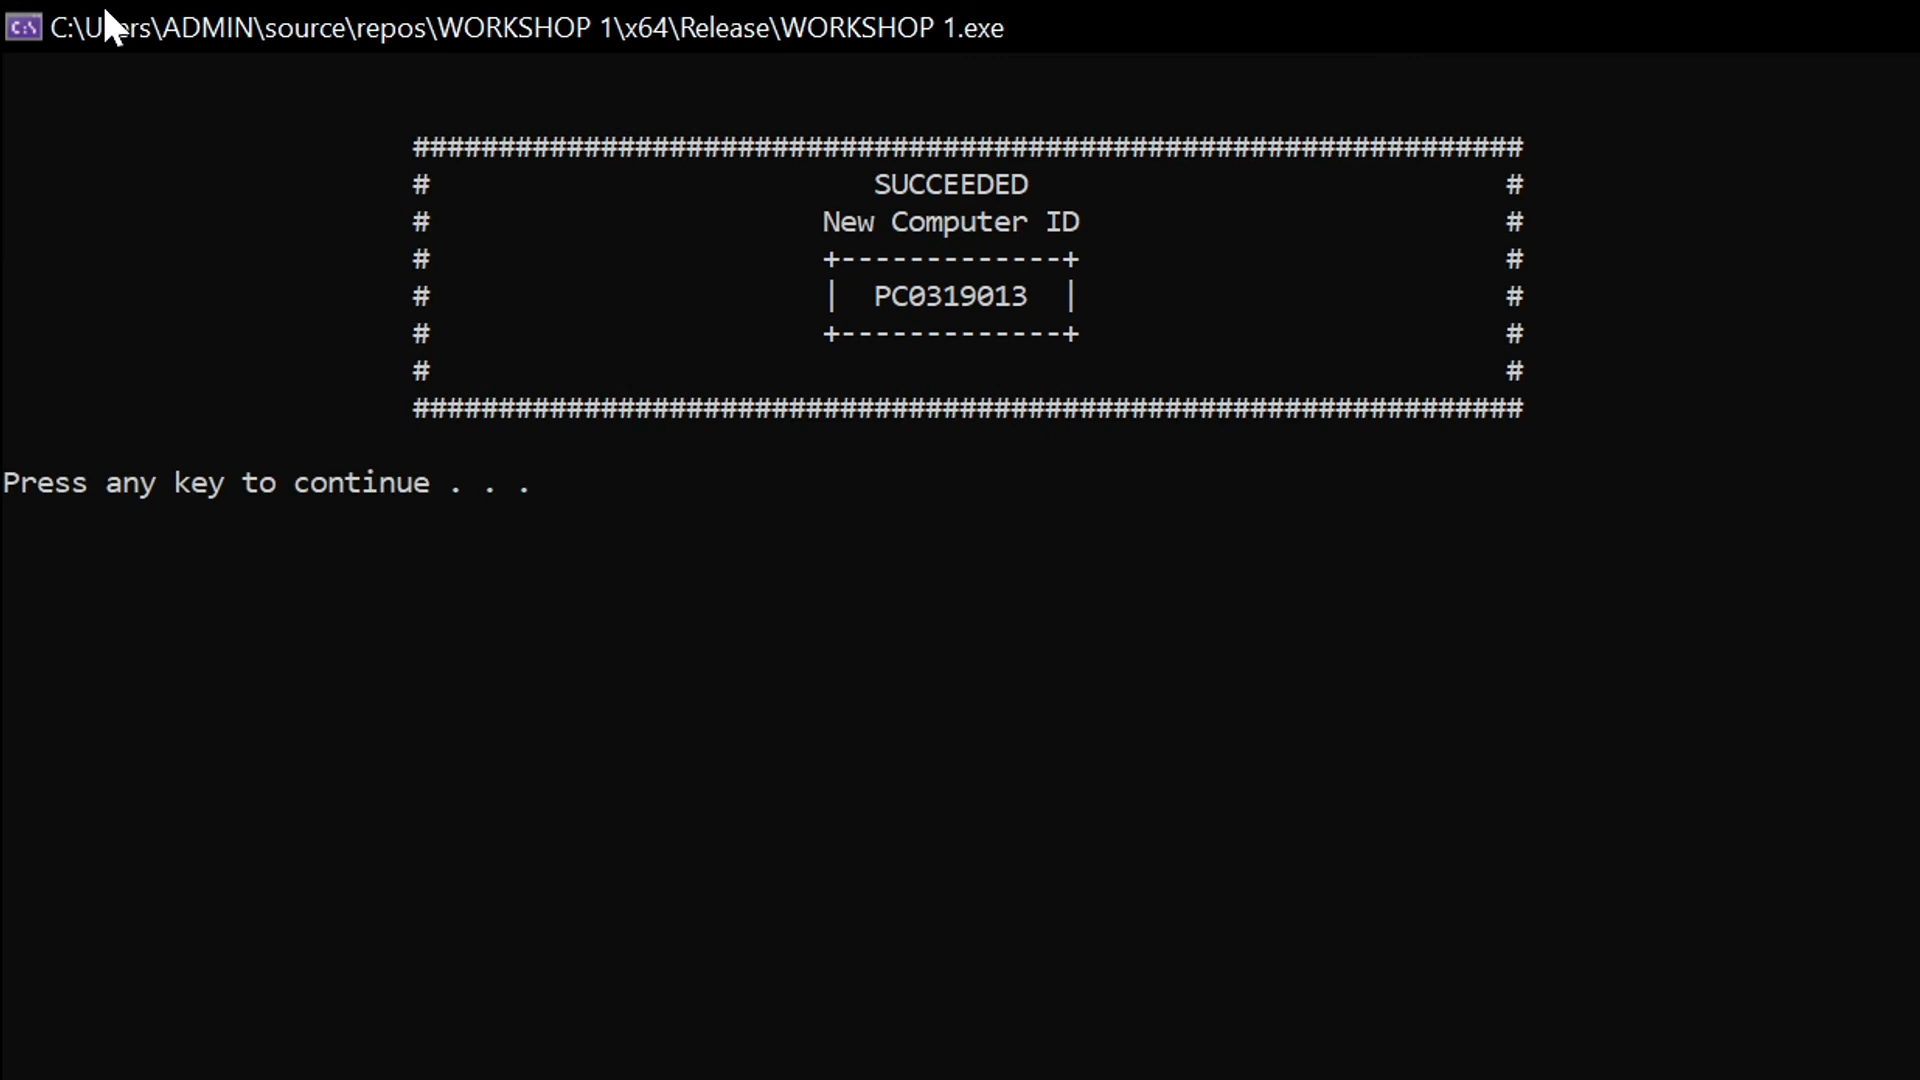 C:\Users\ADMIN\source\repos\WORKSHOP 1\x64\Release\WORKSHOP 1.exe
#################################################################
# SUCCEEDED #
# New Computer ID #
# +-------------+ #
# | PC0319013 | #
# +-------------+ #
# #
#################################################################
Press any key to continue . . .